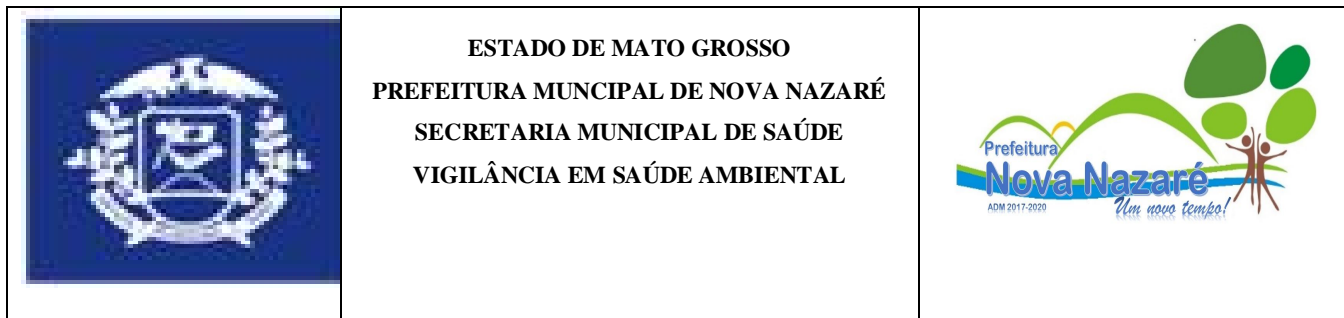 ESTADO DE MATO GROSSO
PREFEITURA MUNCIPAL DE NOVA NAZARÉ
SECRETARIA MUNICIPAL DE SAÚDE
VIGILÂNCIA EM SAÚDE AMBIENTAL
Prefeitura
Nova Nazaré
ADM 2017-2020
Um novo tempo!